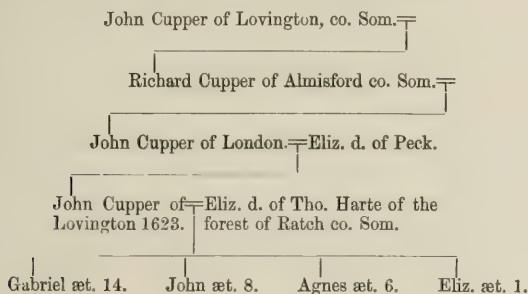 John Cupper of Lovington, co. Som.
Richard Cupper of Almisford co. Som.
John Cupper of London. Eliz. d. of Peck.
John Cupper of Eliz. d. of Tho. Harte of the
Lovington 1623. forest of Ratch co. Som.
Gabriel æt. 14. John æt. 8. Agnes æt. 6. Eliz. æt. 1.